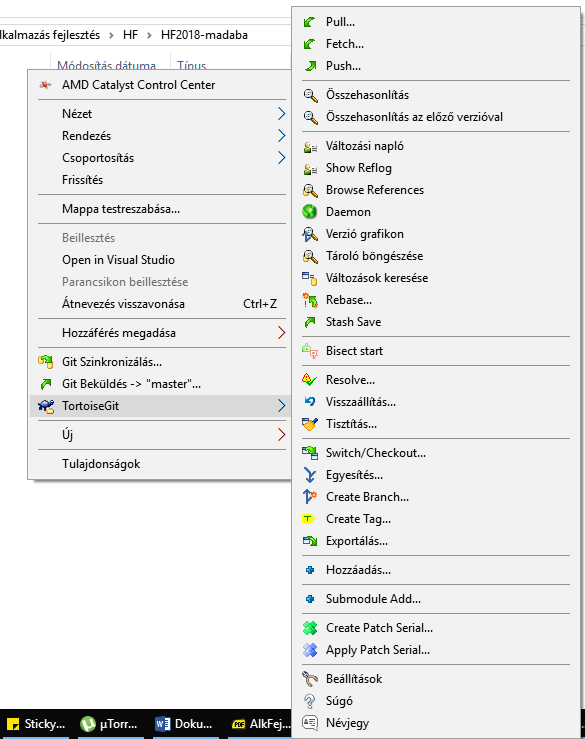 lkalmazás fejlesztés > HF > HF2018-madaba
Módosítás dátuma Típus
AMD Catalyst Control Center
Nézet
Rendezés
Csoportosítás
Frissítés
Mappa testreszabása...
Beillesztés
Open in Visual Studio
Parancsikon beillesztése
Átnevezés visszavonása Ctrl+Z
Hozzáférés megadása
Git Szinkronizálás...
Git Beküldés -> "master"...
TortoiseGit
Új
Tulajdonságok
Pull...
Fetch...
Push...
Összehasonlítás
Összehasonlítás az előző verzióval
Változási napló
Show Reflog
Browse References
Daemon
Verzió grafikon
Tároló böngészése
Változások keresése
Rebase...
Stash Save
Bisect start
Resolve...
Visszaállítás...
Tisztítás...
Switch/Checkout...
Egyesítés...
Create Branch...
Create Tag...
Exportálás...
Hozzáadás...
Submodule Add...
Create Patch Serial...
Apply Patch Serial...
Beállítások
Súgó
Névjegy
Sticky... µTorr... Doku... AlkFej...